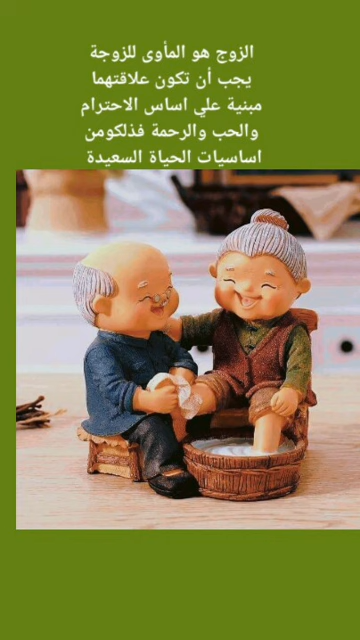 الزوج هو المأوى للزوجة
يجب أن تكون علاقتهما
مبنية علي اساس الاحترام
والحب والرحمة فذلكومن
اساسيات الحياة السعيدة